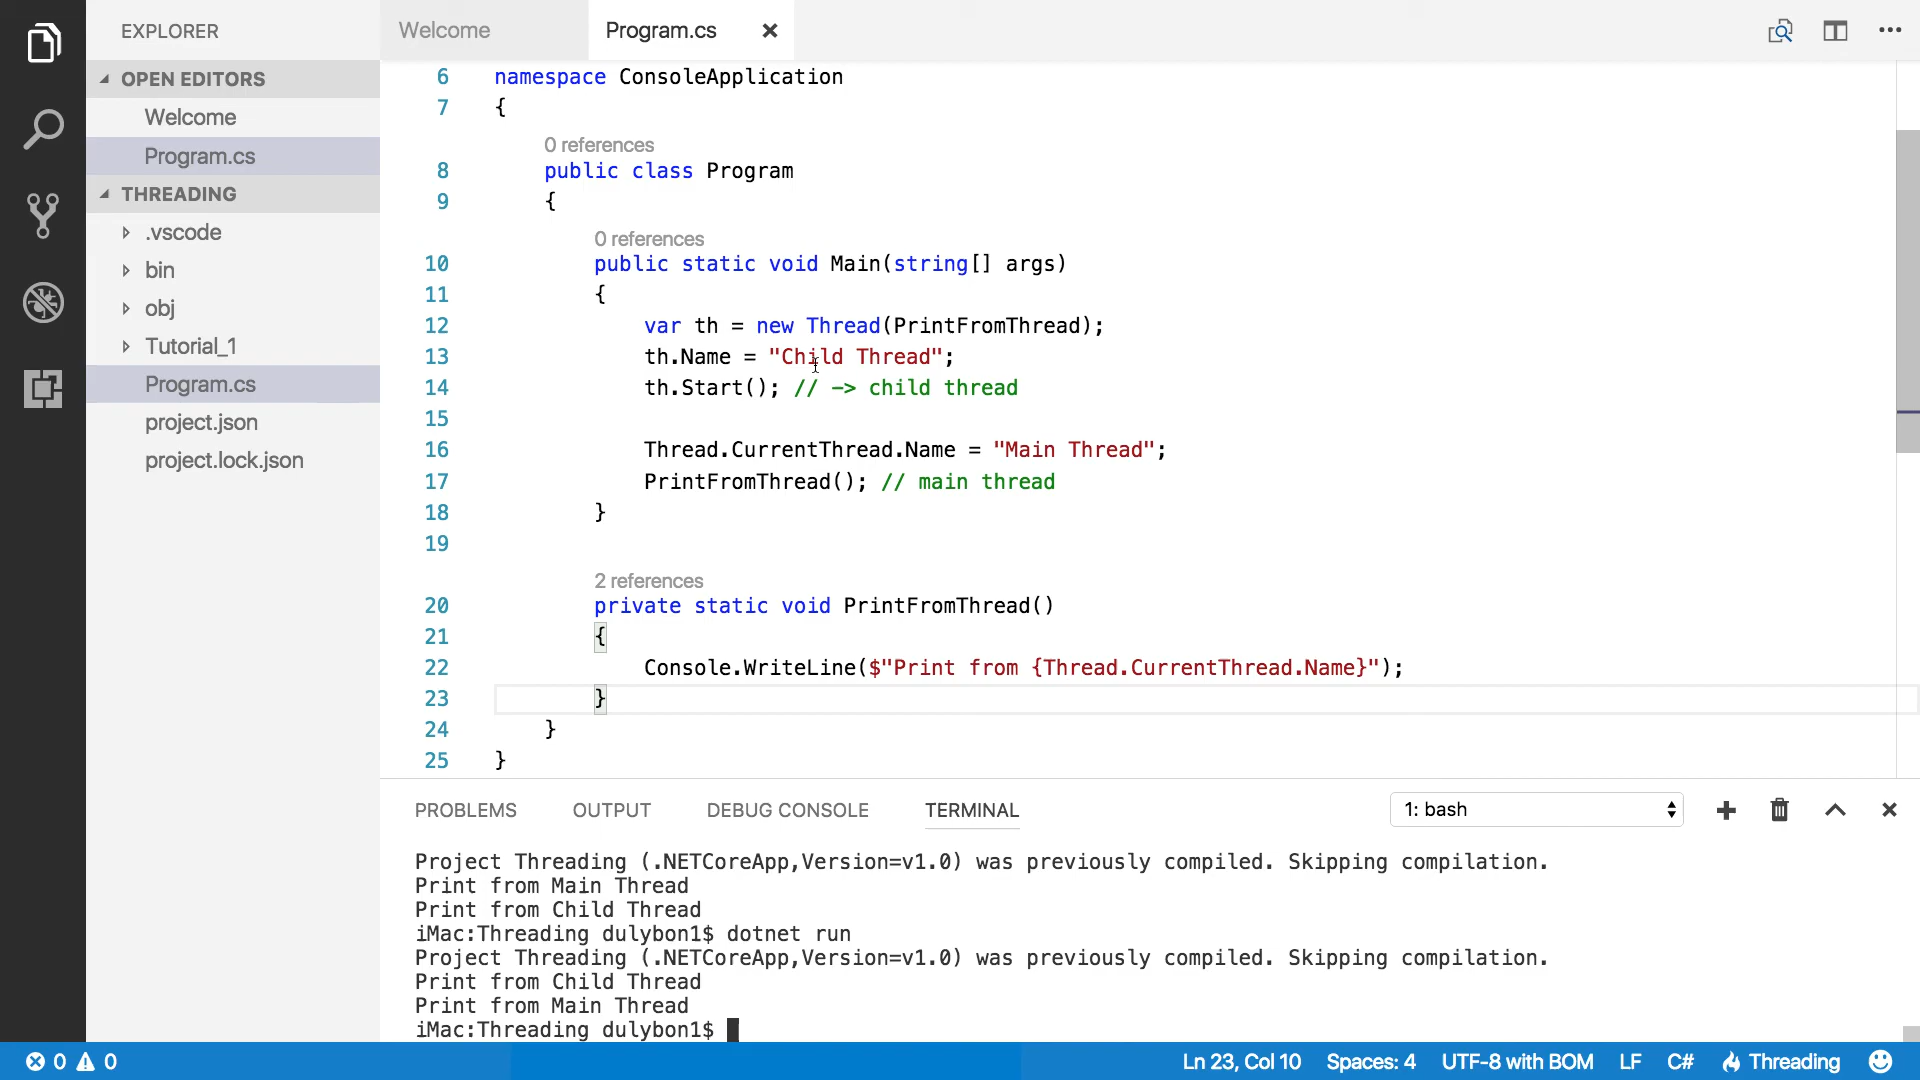 EXPLORER
OPEN EDITORS
Welcome
Program.cs
THREADING
.vscode
bin
obj
Tutorial_1
Program.cs
project.json
project.lock.json
Welcome
Program.cs
6 namespace ConsoleApplication
7 {
0 references
8 public class Program
9 {
0 references
10 public static void Main(string[] args)
11 {
12 var th = new Thread(PrintFromThread);
13 th.Name = "Child Thread";
14 th.Start(); // -> child thread
15
16 Thread.CurrentThread.Name = "Main Thread";
17 PrintFromThread(); // main thread
18 }
19
2 references
20 private static void PrintFromThread()
21 {
22 Console.WriteLine($"Print from {Thread.CurrentThread.Name}");
23 }
24 }
25 }
PROBLEMS OUTPUT DEBUG CONSOLE TERMINAL 1: bash
Project Threading (.NETCoreApp,Version=v1.0) was previously compiled. Skipping compilation.
Print from Main Thread
Print from Child Thread
iMac:Threading dulybon1$ dotnet run
Project Threading (.NETCoreApp,Version=v1.0) was previously compiled. Skipping compilation.
Print from Child Thread
Print from Main Thread
iMac:Threading dulybon1$
0 0 Ln 23, Col 10 Spaces: 4 UTF-8 with BOM LF C# Threading